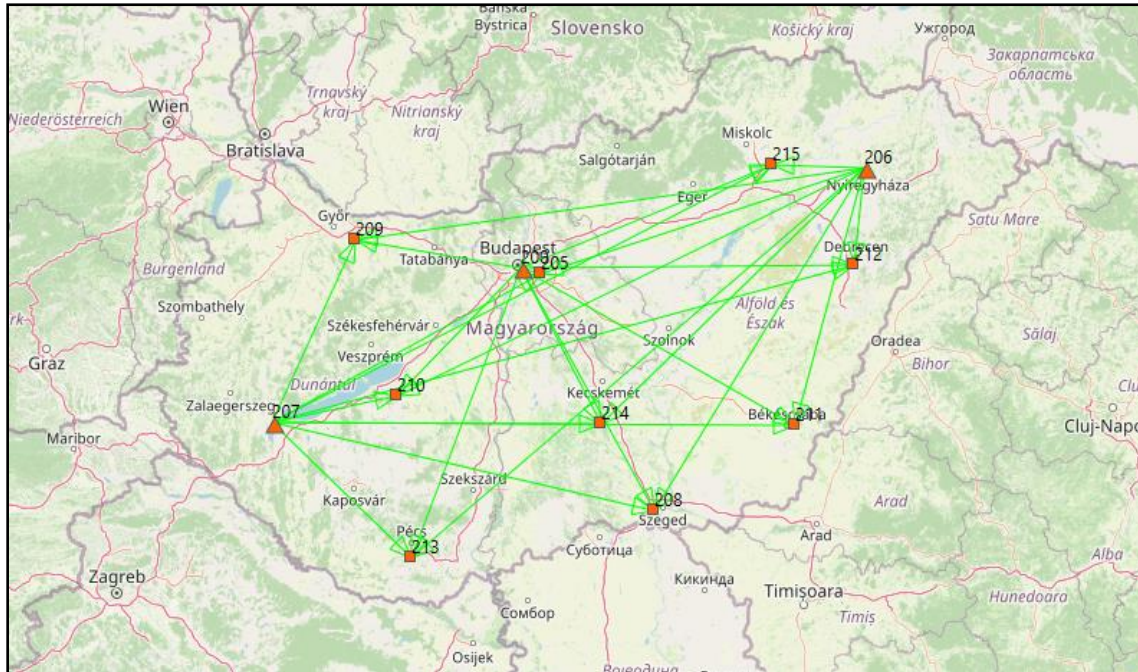 Banská
Bystrica
Slovensko
Košický kraj
Ужгород
Закарпатська
область
Wien
Trnavský
kraj
Nitriansky
kraj
Niederösterreich
Bratislava
Miskolc
215
206
Salgótarján
Nyíregyháza
Eger
Satu Mare
Győr
209
Budapest
Debrecen
212
Tatabánya
205
Burgenland
Szombathely
Székesfehérvár
Magyarország
Alföld és
Észak
Szolnok
Sălaj
Oradea
Bihor
Graz
Veszprém
Dunántúl
210
Kecskemét
Zalaegerszeg
207
214
Békéscsaba
211
Cluj-Napo
Maribor
Szekszárd
Kaposvár
208
Szeged
Arad
Pécs
213
Суботица
Arad
Alba
Zagreb
Кикинда
Timișoara
Hunedoara
Сомбор
Timiș
Osijek